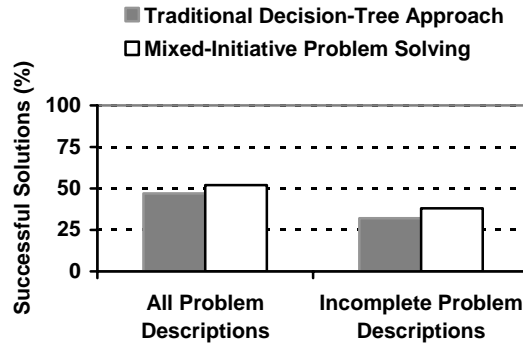 Traditional Decision-Tree Approach
Mixed-Initiative Problem Solving
Successful Solutions (%)
100
75
50
25
0
All Problem Descriptions
Incomplete Problem Descriptions